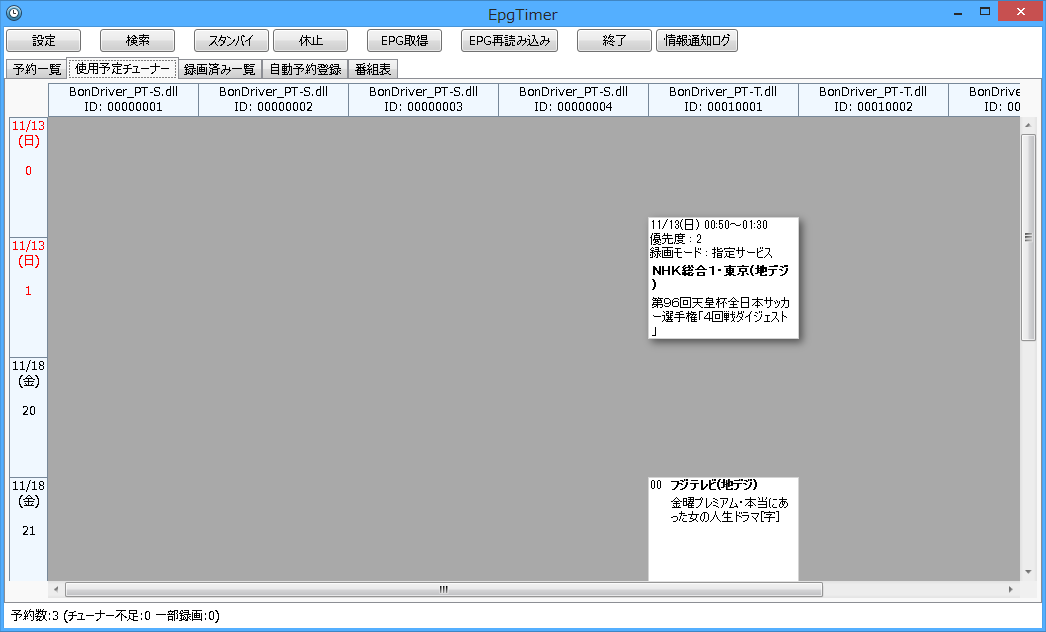 EpgTimer
設定 検索 スタンバイ 休止 EPG取得 EPG再読み込み 終了 情報通知ログ
予約一覧 使用予定チューナー 録画済み一覧 自動予約登録 番組表
BonDriver_PT-S.dll BonDriver_PT-S.dll BonDriver_PT-S.dll BonDriver_PT-S.dll BonDriver_PT-T.dll BonDriver_PT-T.dll BonDrive
ID: 00000001 ID: 00000002 ID: 00000003 ID: 00000004 ID: 00010001 ID: 00010002 ID: 00
11/13
(日)
0
11/13
(日)
1
11/13(日) 00:50～01:30
優先度 : 2
録画モード : 指定サービス
NHK総合1・東京(地デジ
)
第96回天皇杯全日本サッカ
ー選手権「4回戦ダイジェスト
」
11/18
(金)
20
11/18
(金)
21
00 フジテレビ(地デジ)
金曜プレミアム・本当にあ
った女の人生ドラマ[字]
予約数:3 (チューナー不足:0 一部録画:0)